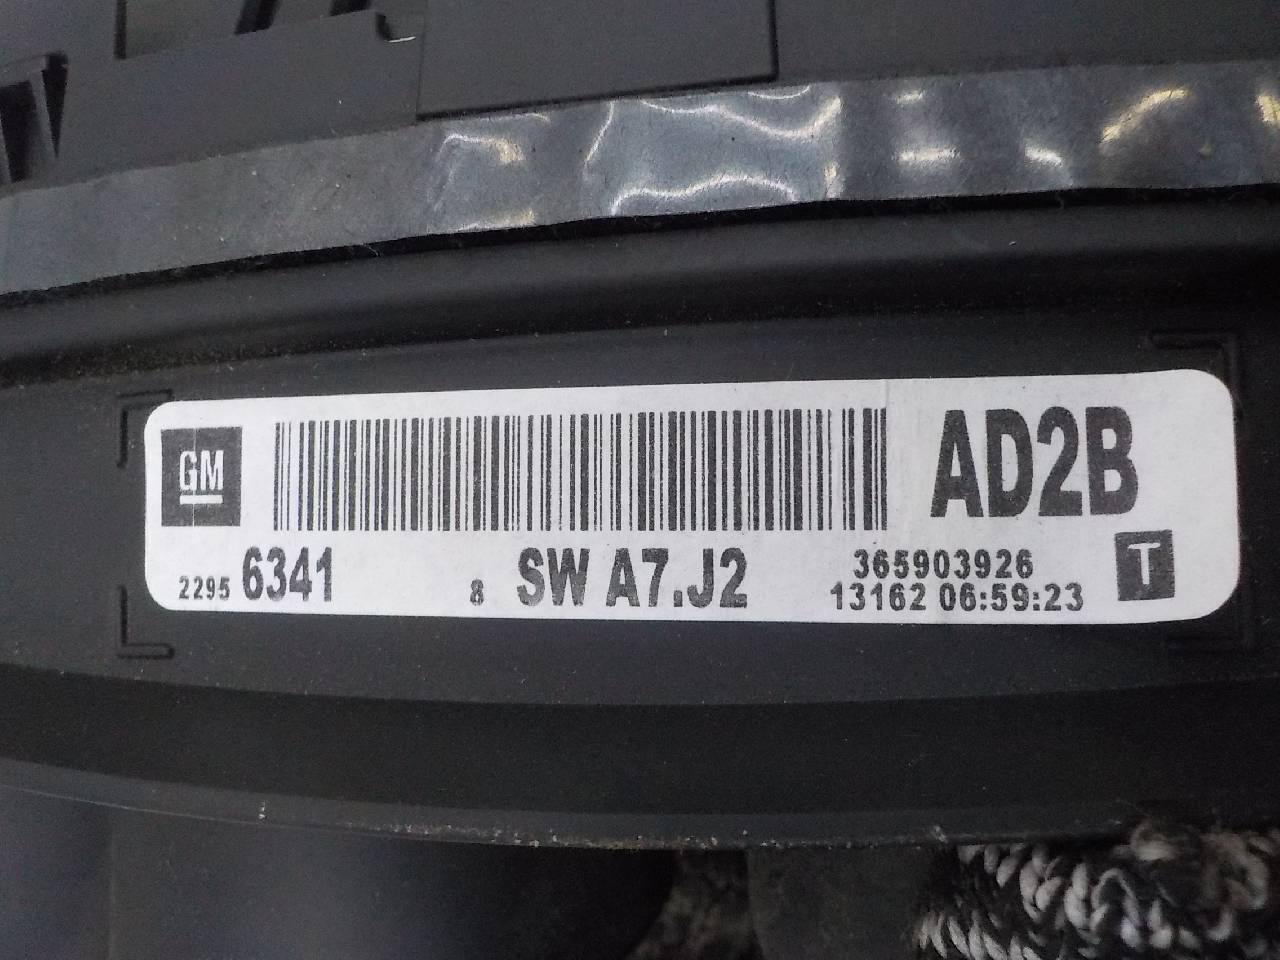 GM
AD2B
2295 6341 8 SW A7.J2
365903926
13162 06:59:23
T